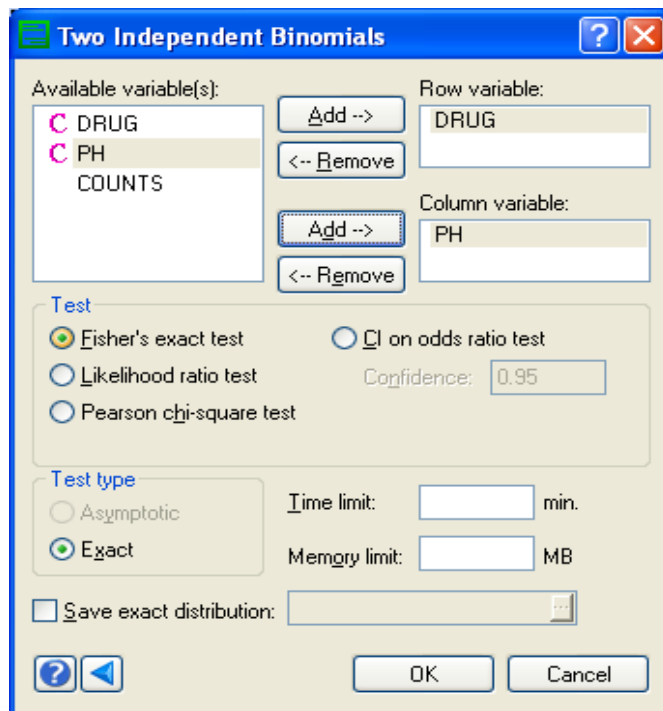 Two Independent Binomials
Available variable(s):
C DRUG
C PH
COUNTS
Add -->
<-- Remove
Row variable:
DRUG
Add -->
<-- Remove
Column variable:
PH
Test
Fisher's exact test
CI on odds ratio test
Likelihood ratio test
Confidence: 0.95
Pearson chi-square test
Test type
Asymptotic
Exact
Time limit: min.
Memory limit: MB
Save exact distribution: ...
OK
Cancel